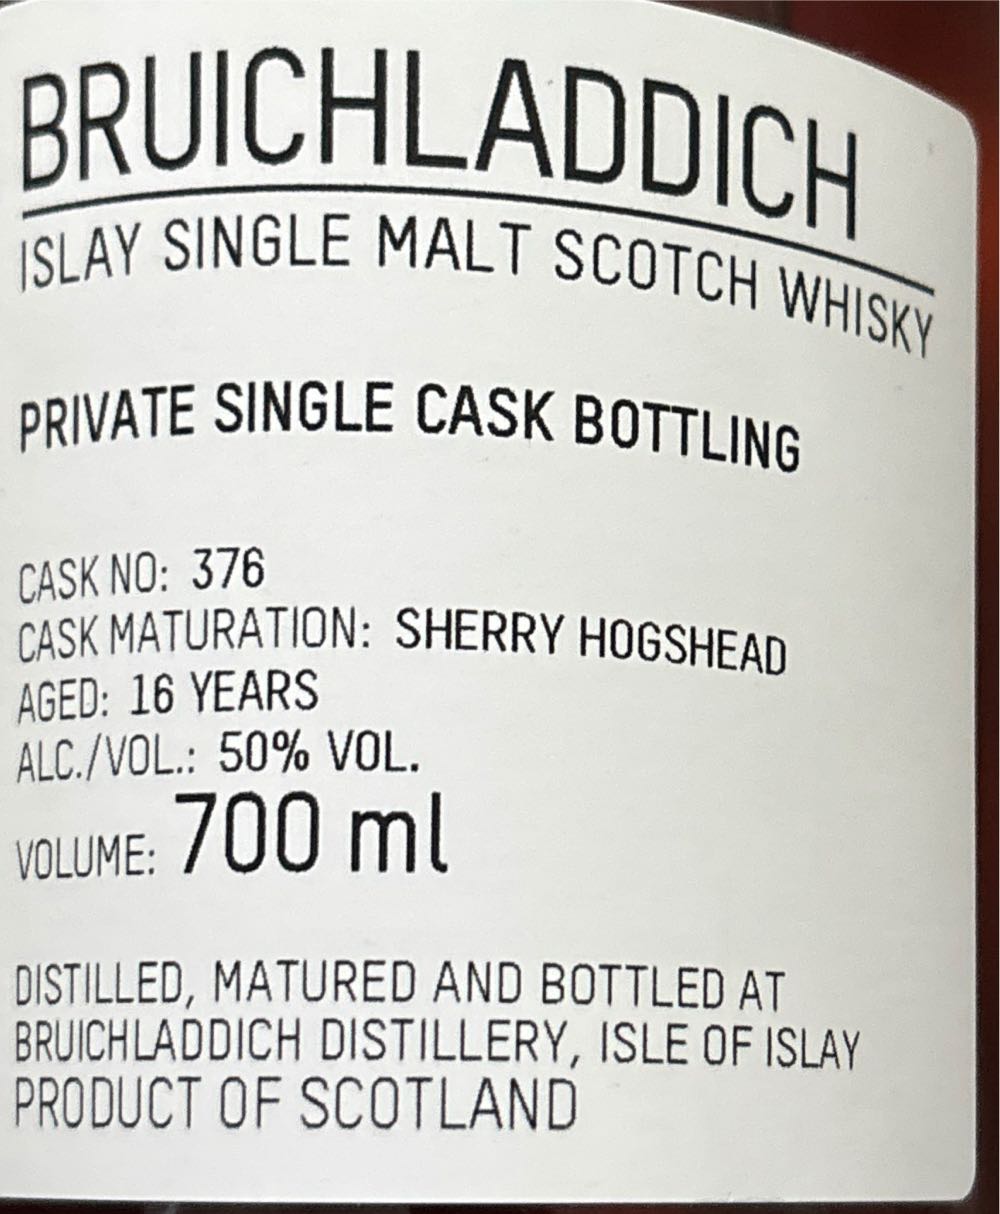 BRUICHLADDICH
ISLAY SINGLE MALT SCOTCH WHISKY
PRIVATE SINGLE CASK BOTTLING
CASK NO: 376
CASK MATURATION: SHERRY HOGSHEAD
AGED: 16 YEARS
ALC./VOL.: 50% VOL.
VOLUME: 700 ml
DISTILLED, MATURED AND BOTTLED AT
BRUICHLADDICH DISTILLERY, ISLE OF ISLAY
PRODUCT OF SCOTLAND